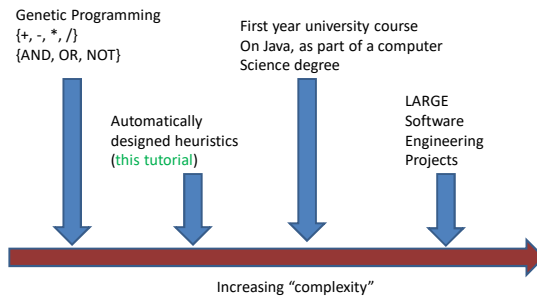 Genetic Programming
{+, -, *, /}
{AND, OR, NOT}
Automatically
designed heuristics
(this tutorial)
First year university course
On Java, as part of a computer
Science degree
LARGE
Software
Engineering
Projects
Increasing “complexity”